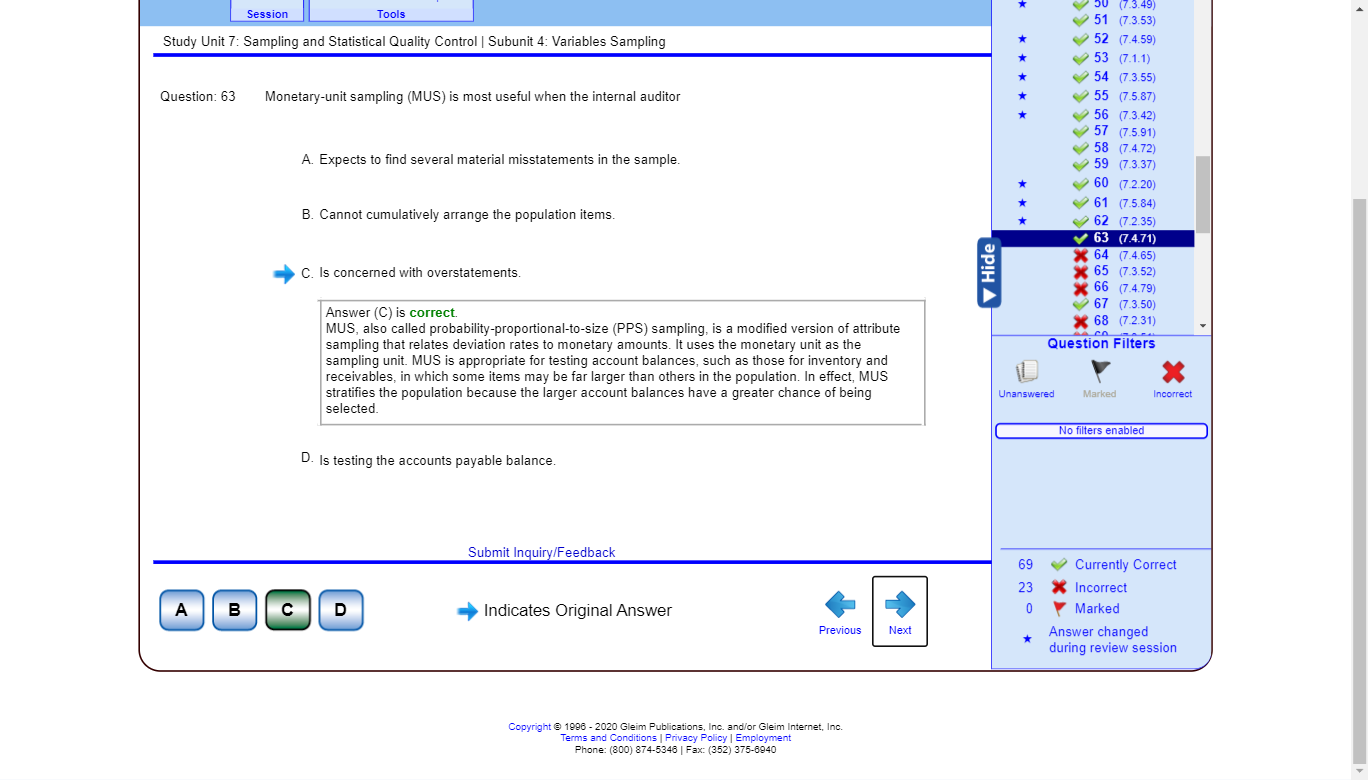 Session
Tools
Study Unit 7: Sampling and Statistical Quality Control | Subunit 4: Variables Sampling
Question: 63
Monetary-unit sampling (MUS) is most useful when the internal auditor
A. Expects to find several material misstatements in the sample.
B. Cannot cumulatively arrange the population items.
C. Is concerned with overstatements.
Answer (C) is correct.
MUS, also called probability-proportional-to-size (PPS) sampling, is a modified version of attribute
sampling that relates deviation rates to monetary amounts. It uses the monetary unit as the
sampling unit. MUS is appropriate for testing account balances, such as those for inventory and
receivables, in which some items may be far larger than others in the population. In effect, MUS
stratifies the population because the larger account balances have a greater chance of being
selected.
D. Is testing the accounts payable balance.
Submit Inquiry/Feedback
A B C D
Indicates Original Answer
Previous
Next
50 (7.3.49)
51 (7.3.53)
52 (7.4.59)
53 (7.1.1)
54 (7.3.55)
55 (7.5.87)
56 (7.3.42)
57 (7.5.91)
58 (7.4.72)
59 (7.3.37)
60 (7.2.20)
61 (7.5.84)
62 (7.2.35)
63 (7.4.71)
64 (7.4.65)
65 (7.3.52)
66 (7.4.79)
67 (7.3.50)
68 (7.2.31)
Hide
Question Filters
Unanswered
Marked
Incorrect
No filters enabled
69 Currently Correct
23 Incorrect
0 Marked
Answer changed
during review session
Copyright © 1996 - 2020 Gleim Publications, Inc. and/or Gleim Internet, Inc.
Terms and Conditions | Privacy Policy | Employment
Phone: (800) 874-5346 | Fax: (352) 375-6940